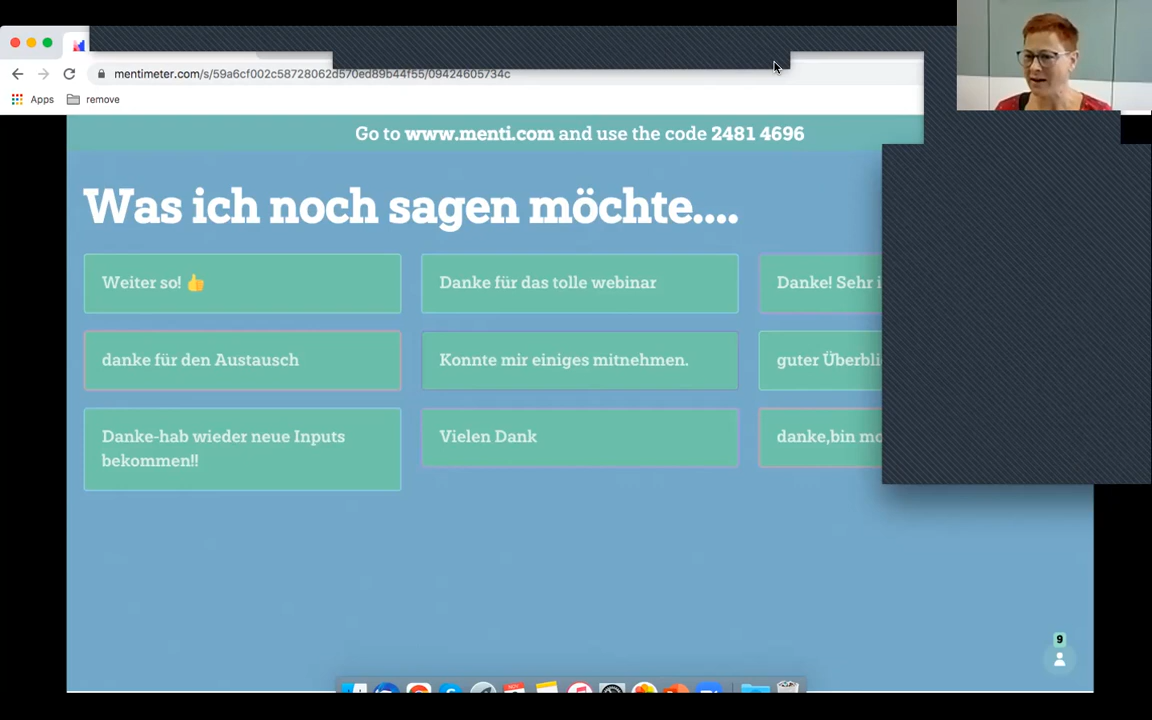 mentimeter.com/s/59a6cf002c58728062d570ed89b44f55/09424605734c
Apps remove
Go to www.menti.com and use the code 2481 4696
Was ich noch sagen möchte....
Weiter so! 👍
Danke für das tolle webinar
Danke! Sehr
danke für den Austausch
Konnte mir einiges mitnehmen.
guter
Danke-hab wieder neue Inputs
bekommen!!
Vielen Dank
danke,bin
9